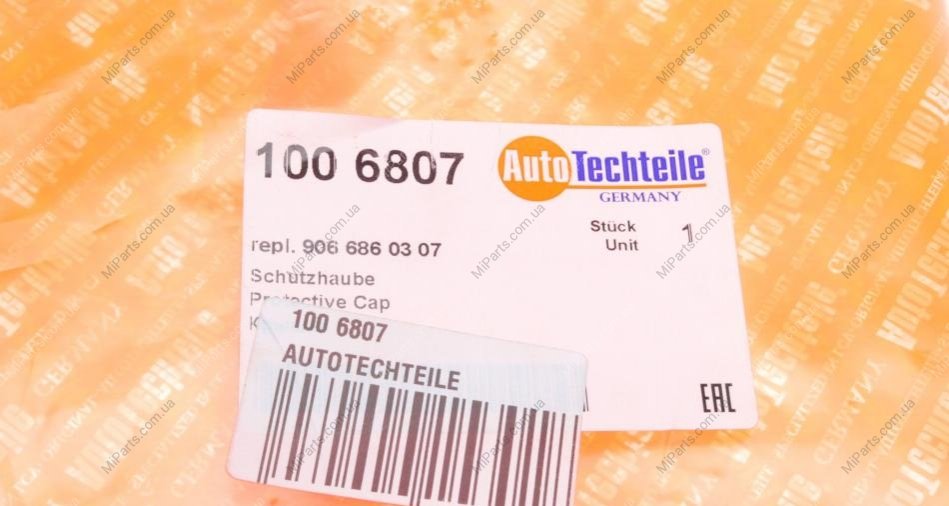 100 6807
AutoTechteile®
GERMANY
Stück 1
Unit
repl. 906 686 03 07
Schutzhaube
Protective Cap
100 6807
AUTOTECHTEILE
EAC
MiParts.com.ua